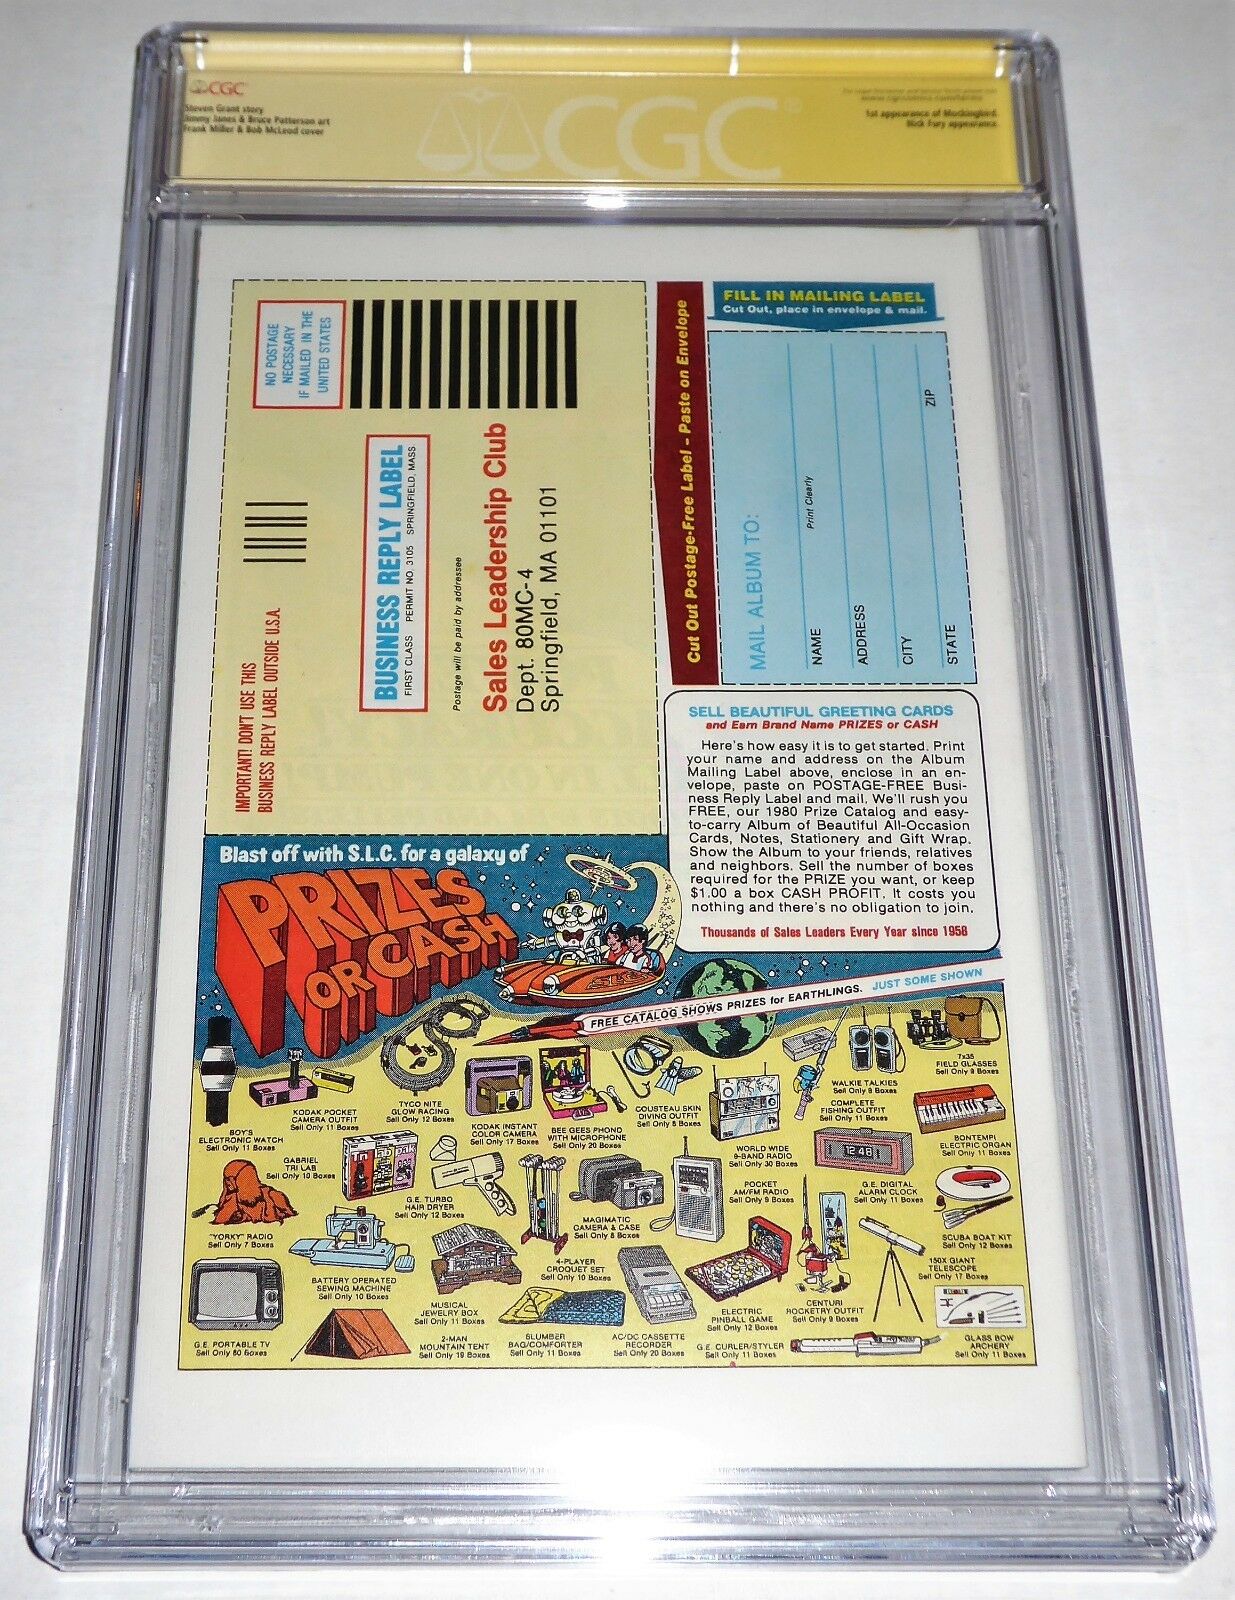 CGC
Steven Grant story
Jimmy Janes & Bruce Patterson art
Frank Miller & Bob McLeod cover
CGC
1st appearance of Mockingbird.
Nick Fury appearance.
NO POSTAGE
NECESSARY
IF MAILED IN THE
UNITED STATES
IMPORTANT! DON'T USE THIS
BUSINESS REPLY LABEL OUTSIDE U.S.A.
BUSINESS REPLY LABEL
FIRST CLASS PERMIT NO. 3105 SPRINGFIELD, MASS
Postage will be paid by addressee
Sales Leadership Club
Dept. 80MC-4
Springfield, MA 01101
Cut Out Postage-Free Label - Paste on Envelope
FILL IN MAILING LABEL
Cut Out, place in envelope & mail.
MAIL ALBUM TO:
NAME
Print Clearly
ADDRESS
CITY
STATE
ZIP
SELL BEAUTIFUL GREETING CARDS
and Earn Brand Name PRIZES or CASH
Here's how easy it is to get started. Print
your name and address on the Album
Mailing Label above, enclose in an en-
velope, paste on POSTAGE-FREE Busi-
ness Reply Label and mail. We'll rush you
FREE, our 1980 Prize Catalog and easy-
to-carry Album of Beautiful All-Occasion
Cards, Notes, Stationery and Gift Wrap.
Show the Album to your friends, relatives
and neighbors. Sell the number of boxes
required for the PRIZE you want, or keep
$1.00 a box CASH PROFIT. It costs you
nothing and there's no obligation to join.
Thousands of Sales Leaders Every Year since 1958
Blast off with S.L.C. for a galaxy of
PRIZES
OR CASH
SLC
FREE CATALOG SHOWS PRIZES for EARTHLINGS. JUST SOME SHOWN
BOY'S
ELECTRONIC WATCH
Sell Only 11 Boxes
KODAK POCKET
CAMERA OUTFIT
Sell Only 11 Boxes
TYCO NITE
GLOW RACING
Sell Only 12 Boxes
KODAK INSTANT
COLOR CAMERA
Sell Only 17 Boxes
BEE GEES PHONO
WITH MICROPHONE
Sell Only 20 Boxes
COUSTEAU SKIN
DIVING OUTFIT
Sell Only 8 Boxes
WORLD WIDE
9-BAND RADIO
Sell Only 30 Boxes
COMPLETE
FISHING OUTFIT
Sell Only 11 Boxes
WALKIE TALKIES
Sell Only 9 Boxes
7x35
FIELD GLASSES
Sell Only 9 Boxes
BONTEMPI
ELECTRIC ORGAN
Sell Only 11 Boxes
GABRIEL
TRI LAB
Sell Only 10 Boxes
Tri lab pak
G.E. TURBO
HAIR DRYER
Sell Only 12 Boxes
MAGIMATIC
CAMERA & CASE
Sell Only 8 Boxes
POCKET
AM/FM RADIO
Sell Only 9 Boxes
12 48
G.E. DIGITAL
ALARM CLOCK
Sell Only 11 Boxes
SCUBA BOAT KIT
Sell Only 12 Boxes
"YORKY" RADIO
Sell Only 7 Boxes
BATTERY OPERATED
SEWING MACHINE
Sell Only 10 Boxes
MUSICAL
JEWELRY BOX
Sell Only 11 Boxes
4-PLAYER
CROQUET SET
Sell Only 10 Boxes
150X GIANT
TELESCOPE
Sell Only 17 Boxes
G.E. PORTABLE TV
Sell Only 60 Boxes
2-MAN
MOUNTAIN TENT
Sell Only 19 Boxes
SLUMBER
BAG/COMFORTER
Sell Only 11 Boxes
AC/DC CASSETTE
RECORDER
Sell Only 20 Boxes
ELECTRIC
PINBALL GAME
Sell Only 12 Boxes
CENTURI
ROCKETRY OUTFIT
Sell Only 9 Boxes
G.E. CURLER/STYLER
Sell Only 11 Boxes
GLASS BOW
ARCHERY
Sell Only 11 Boxes